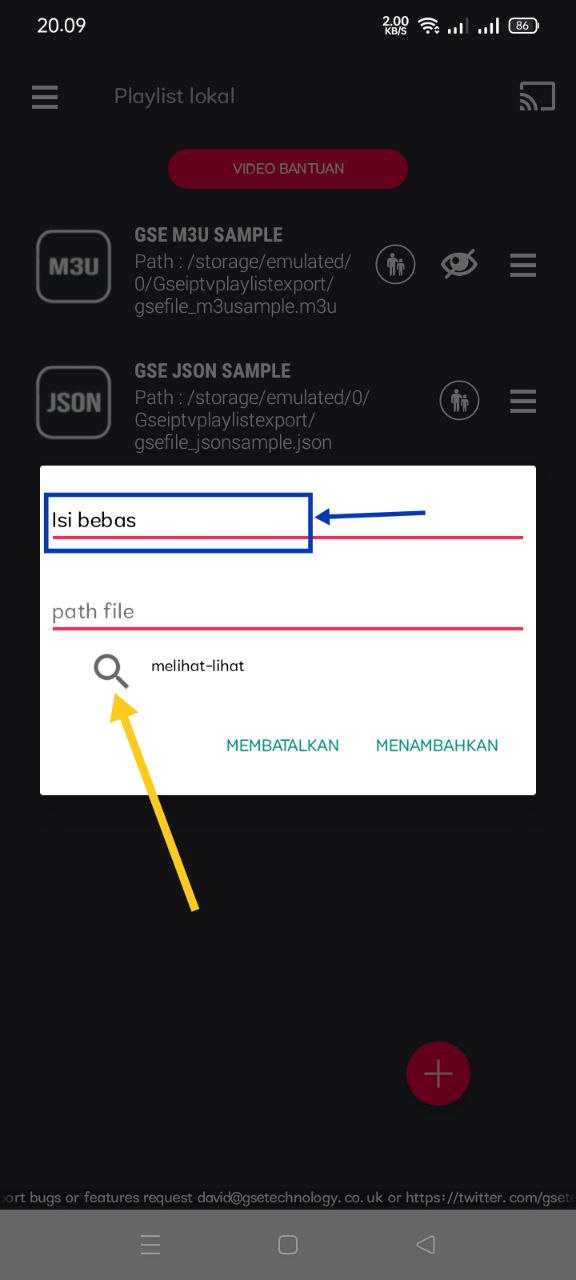 20.09
2.00
KB/S
86
Playlist lokal
VIDEO BANTUAN
M3U
GSE M3U SAMPLE
Path : /storage/emulated/
0/Gseiptvplaylistexport/
gsefile_m3usample.m3u
JSON
GSE JSON SAMPLE
Path : /storage/emulated/0/
Gseiptvplaylistexport/
gsefile_jsonsample.json
Isi bebas
path file
melihat-lihat
MEMBATALKAN
MENAMBAHKAN
ort bugs or features request david@gsetechnology. co. uk or https://twitter. com/gset